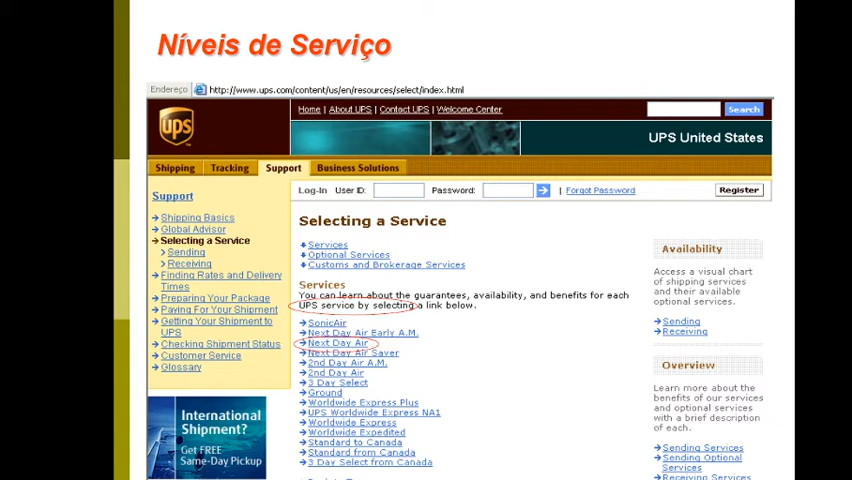 Níveis de Serviço
Endereço http://www.ups.com/content/us/en/resources/select/index.html
Home | About UPS | Contact UPS | Welcome Center
Search
ups
UPS United States
Shipping Tracking Support Business Solutions
Log-In User ID: Password: Forgot Password Register
Support
Shipping Basics
Global Advisor
Selecting a Service
Sending
Receiving
Finding Rates and Delivery
Times
Preparing Your Package
Paying For Your Shipment
Getting Your Shipment to
UPS
Checking Shipment Status
Customer Service
Glossary
International
Shipment?
Get FREE
Same-Day Pickup
Selecting a Service
Services
Optional Services
Customs and Brokerage Services
Services
You can learn about the guarantees, availability, and benefits for each
UPS service by selecting a link below.
SonicAir
Next Day Air Early A.M.
Next Day Air
Next Day Air Saver
2nd Day Air A.M.
2nd Day Air
3 Day Select
Ground
Worldwide Express Plus
UPS Worldwide Express NA1
Worldwide Express
Worldwide Expedited
Standard to Canada
Standard from Canada
3 Day Select from Canada
Availability
Access a visual chart
of shipping services
and their available
optional services.
Sending
Receiving
Overview
Learn more about the
benefits of our services
and optional services
with a brief description
of each.
Sending Services
Sending Optional
Services
Receiving Services